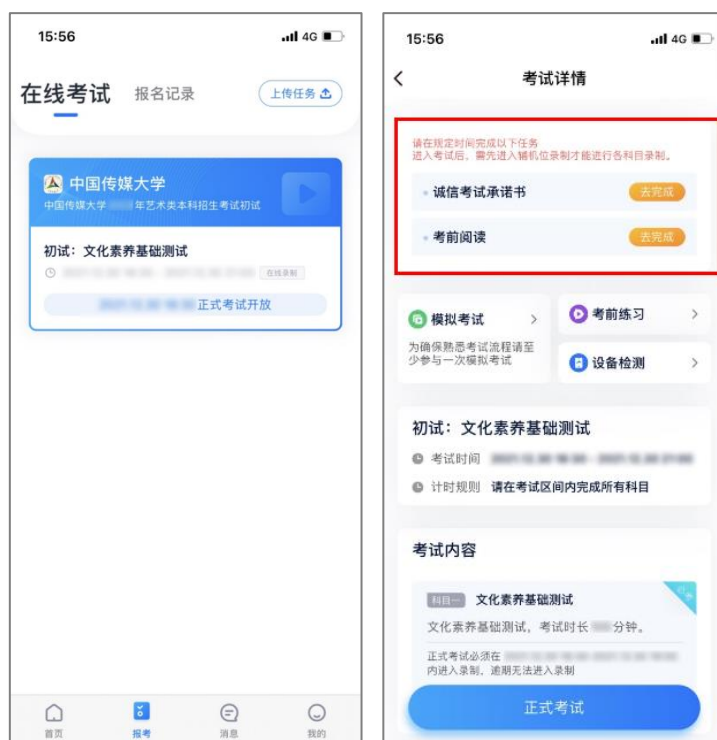 15:56
4G
在线考试 报名记录 上传任务
中国传媒大学
中国传媒大学 年艺术类本科招生考试初试
初试：文化素养基础测试
在线录制
正式考试开放
首页 报考 消息 我的
15:56
4G
考试详情
请在规定时间完成以下任务
进入考试后，需先进入辅机位录制才能进行各科目录制。
诚信考试承诺书 去完成
考前阅读 去完成
模拟考试
为确保熟悉考试流程请至
少参与一次模拟考试
考前练习
设备检测
初试：文化素养基础测试
考试时间
计时规则 请在考试区间内完成所有科目
考试内容
科目一 文化素养基础测试
文化素养基础测试，考试时长 分钟。
正式考试必须在
内进入录制，逾期无法进入录制
正式考试